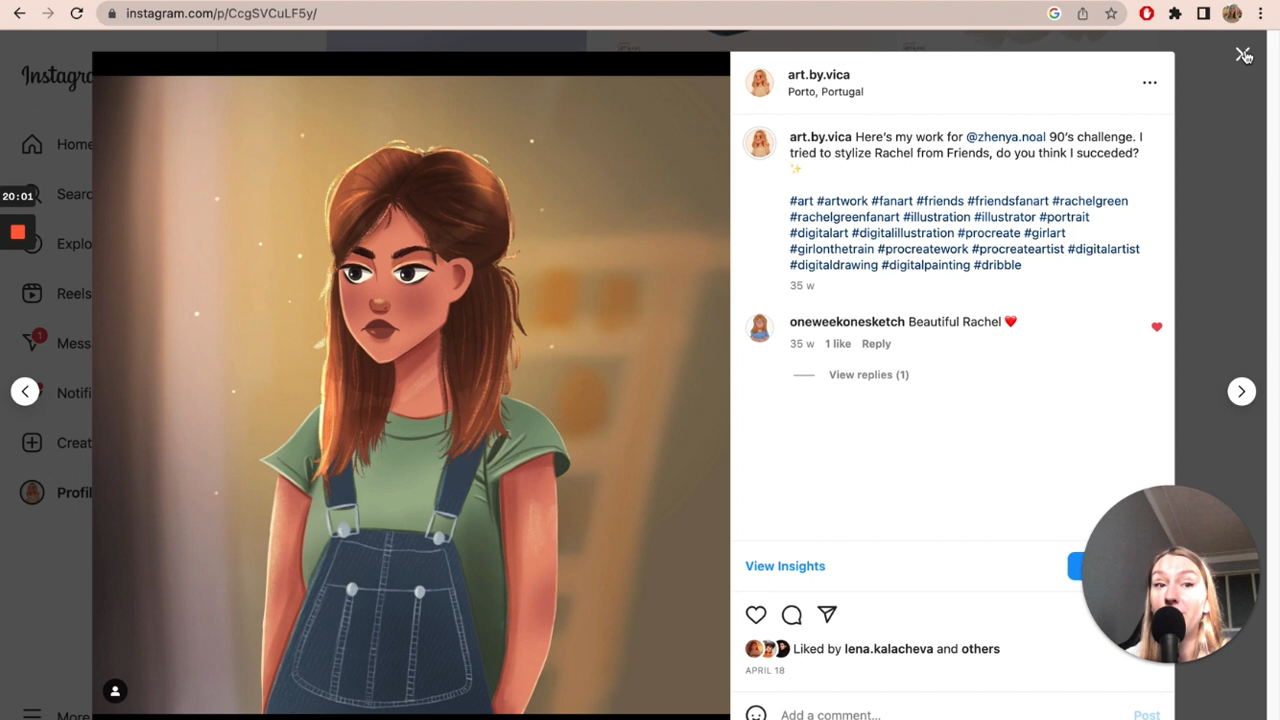 instagram.com/p/CcgSVCuLF5y/
Instagra
Home
Searc
Explo
Reels
Mess
1
Notifi
Creat
Profil
More
20:01
art.by.vica
Porto, Portugal
art.by.vica Here's my work for @zhenya.noal 90's challenge. I
tried to stylize Rachel from Friends, do you think I succeded?
✨
#art #artwork #fanart #friends #friendsfanart #rachelgreen
#rachelgreenfanart #illustration #illustrator #portrait
#digitalart #digitalillustration #procreate #girlart
#girlonthetrain #procreatework #procreateartist #digitalartist
#digitaldrawing #digitalpainting #dribble
35 w
oneweekonesketch Beautiful Rachel ❤️
35 w 1 like Reply
View replies (1)
View Insights
Liked by lena.kalacheva and others
APRIL 18
Add a comment...
Post